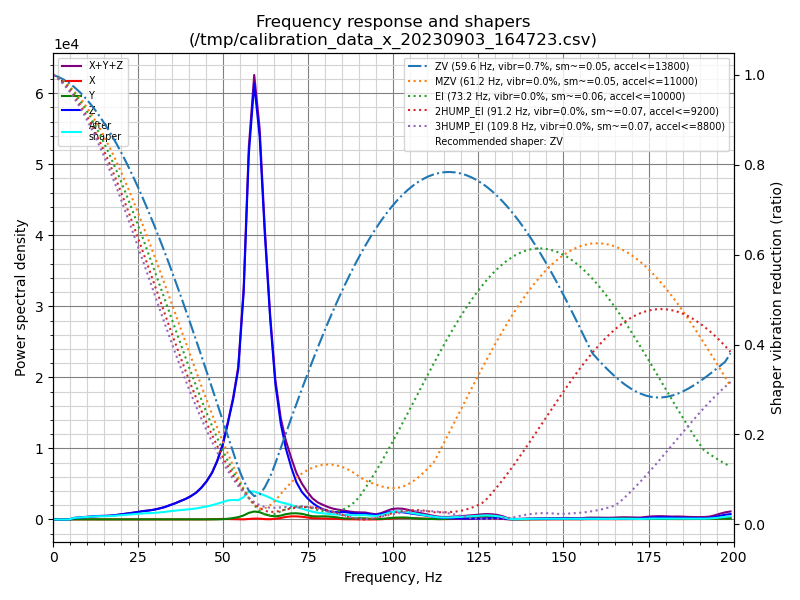 Frequency response and shapers
(/tmp/calibration_data_x_20230903_164723.csv)
1e4
X+Y+Z
X
Y
Z
After
shaper
ZV (59.6 Hz, vibr=0.7%, sm~=0.05, accel<=13800)
MZV (61.2 Hz, vibr=0.0%, sm~=0.05, accel<=11000)
EI (73.2 Hz, vibr=0.0%, sm~=0.06, accel<=10000)
2HUMP_EI (91.2 Hz, vibr=0.0%, sm~=0.07, accel<=9200)
3HUMP_EI (109.8 Hz, vibr=0.0%, sm~=0.07, accel<=8800)
Recommended shaper: ZV
Power spectral density
6
5
4
3
2
1
0
1.0
0.8
0.6
0.4
0.2
0.0
Shaper vibration reduction (ratio)
0 25 50 75 100 125 150 175 200
Frequency, Hz